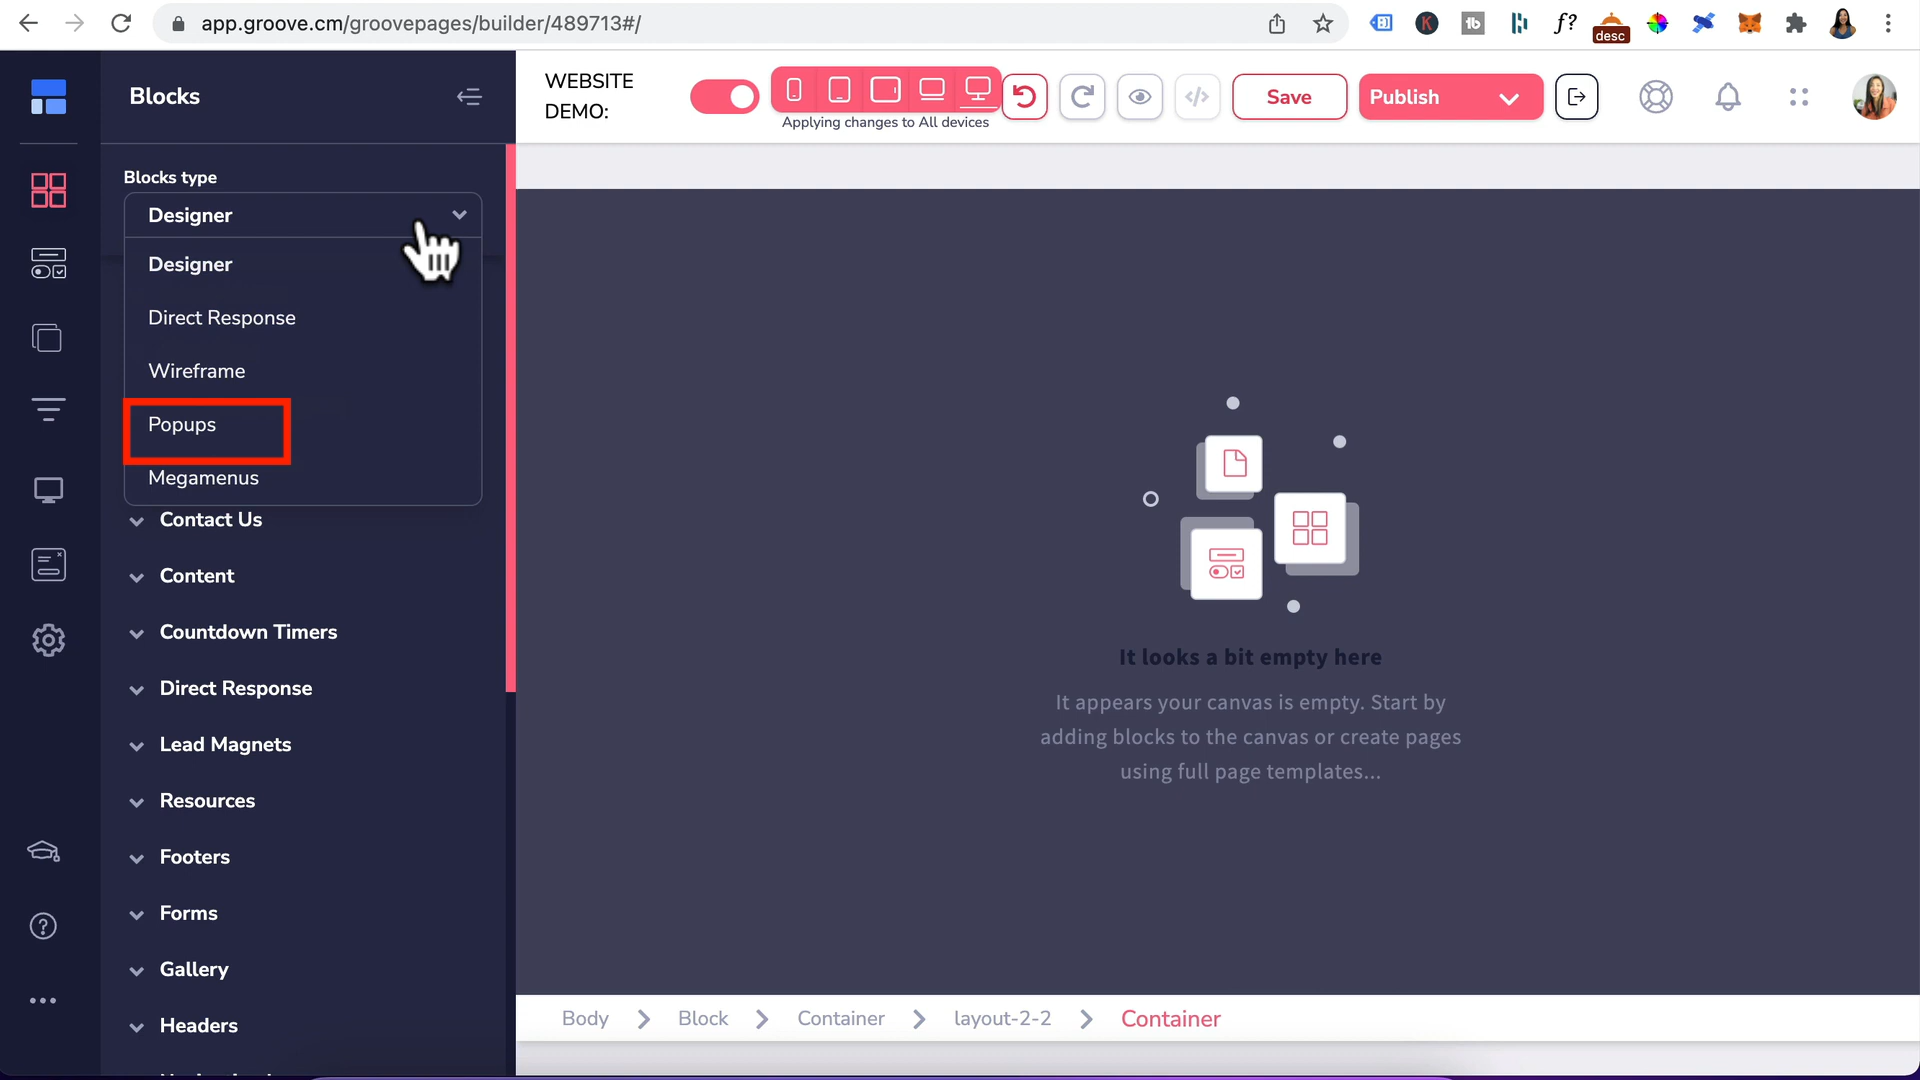 app.groove.cm/groovepages/builder/489713#/
desc
Blocks
WEBSITE
DEMO:
Applying changes to All devices
Save
Publish
Blocks type
Designer
Designer
Direct Response
Wireframe
Popups
Megamenus
Contact Us
Content
Countdown Timers
Direct Response
Lead Magnets
Resources
Footers
Forms
Gallery
Headers
It looks a bit empty here
It appears your canvas is empty. Start by
adding blocks to the canvas or create pages
using full page templates...
Body
Block
Container
layout-2-2
Container